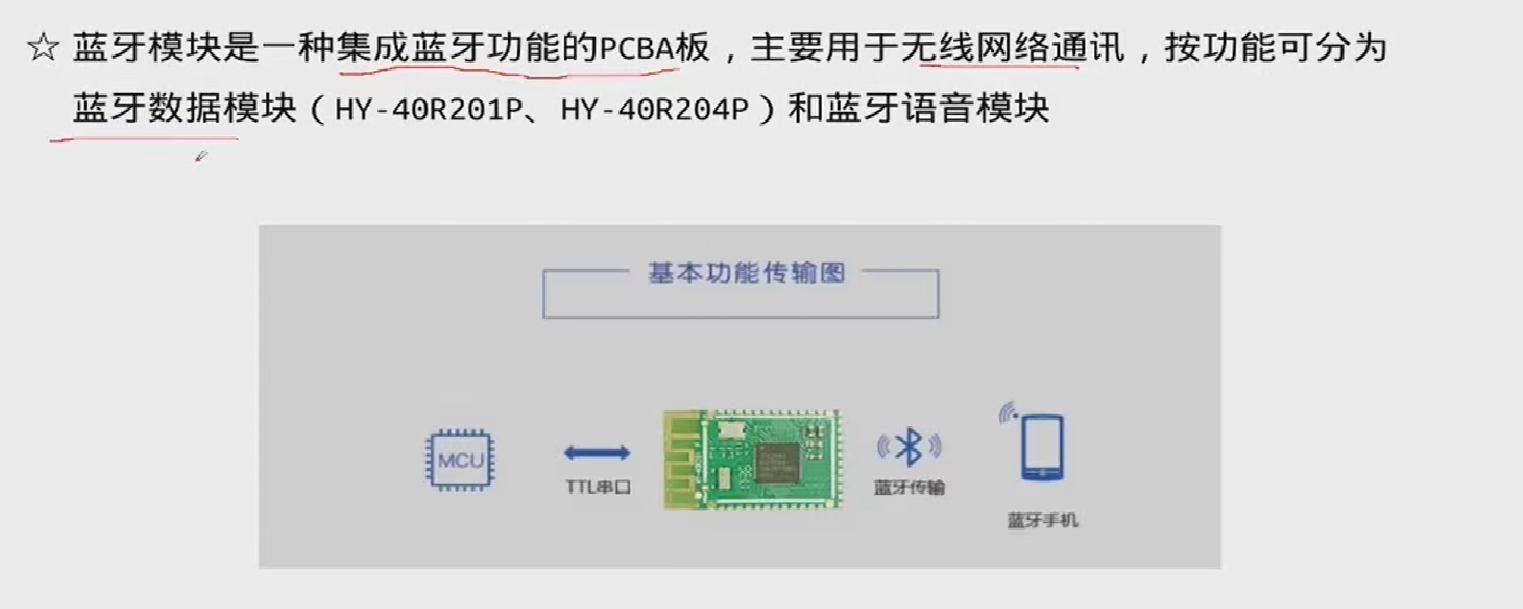 ☆ 蓝牙模块是一种集成蓝牙功能的PCBA板，主要用于无线网络通讯，按功能可分为
蓝牙数据模块（HY-40R201P、HY-40R204P）和蓝牙语音模块
基本功能传输图
MCU
TTL串口
蓝牙传输
蓝牙手机